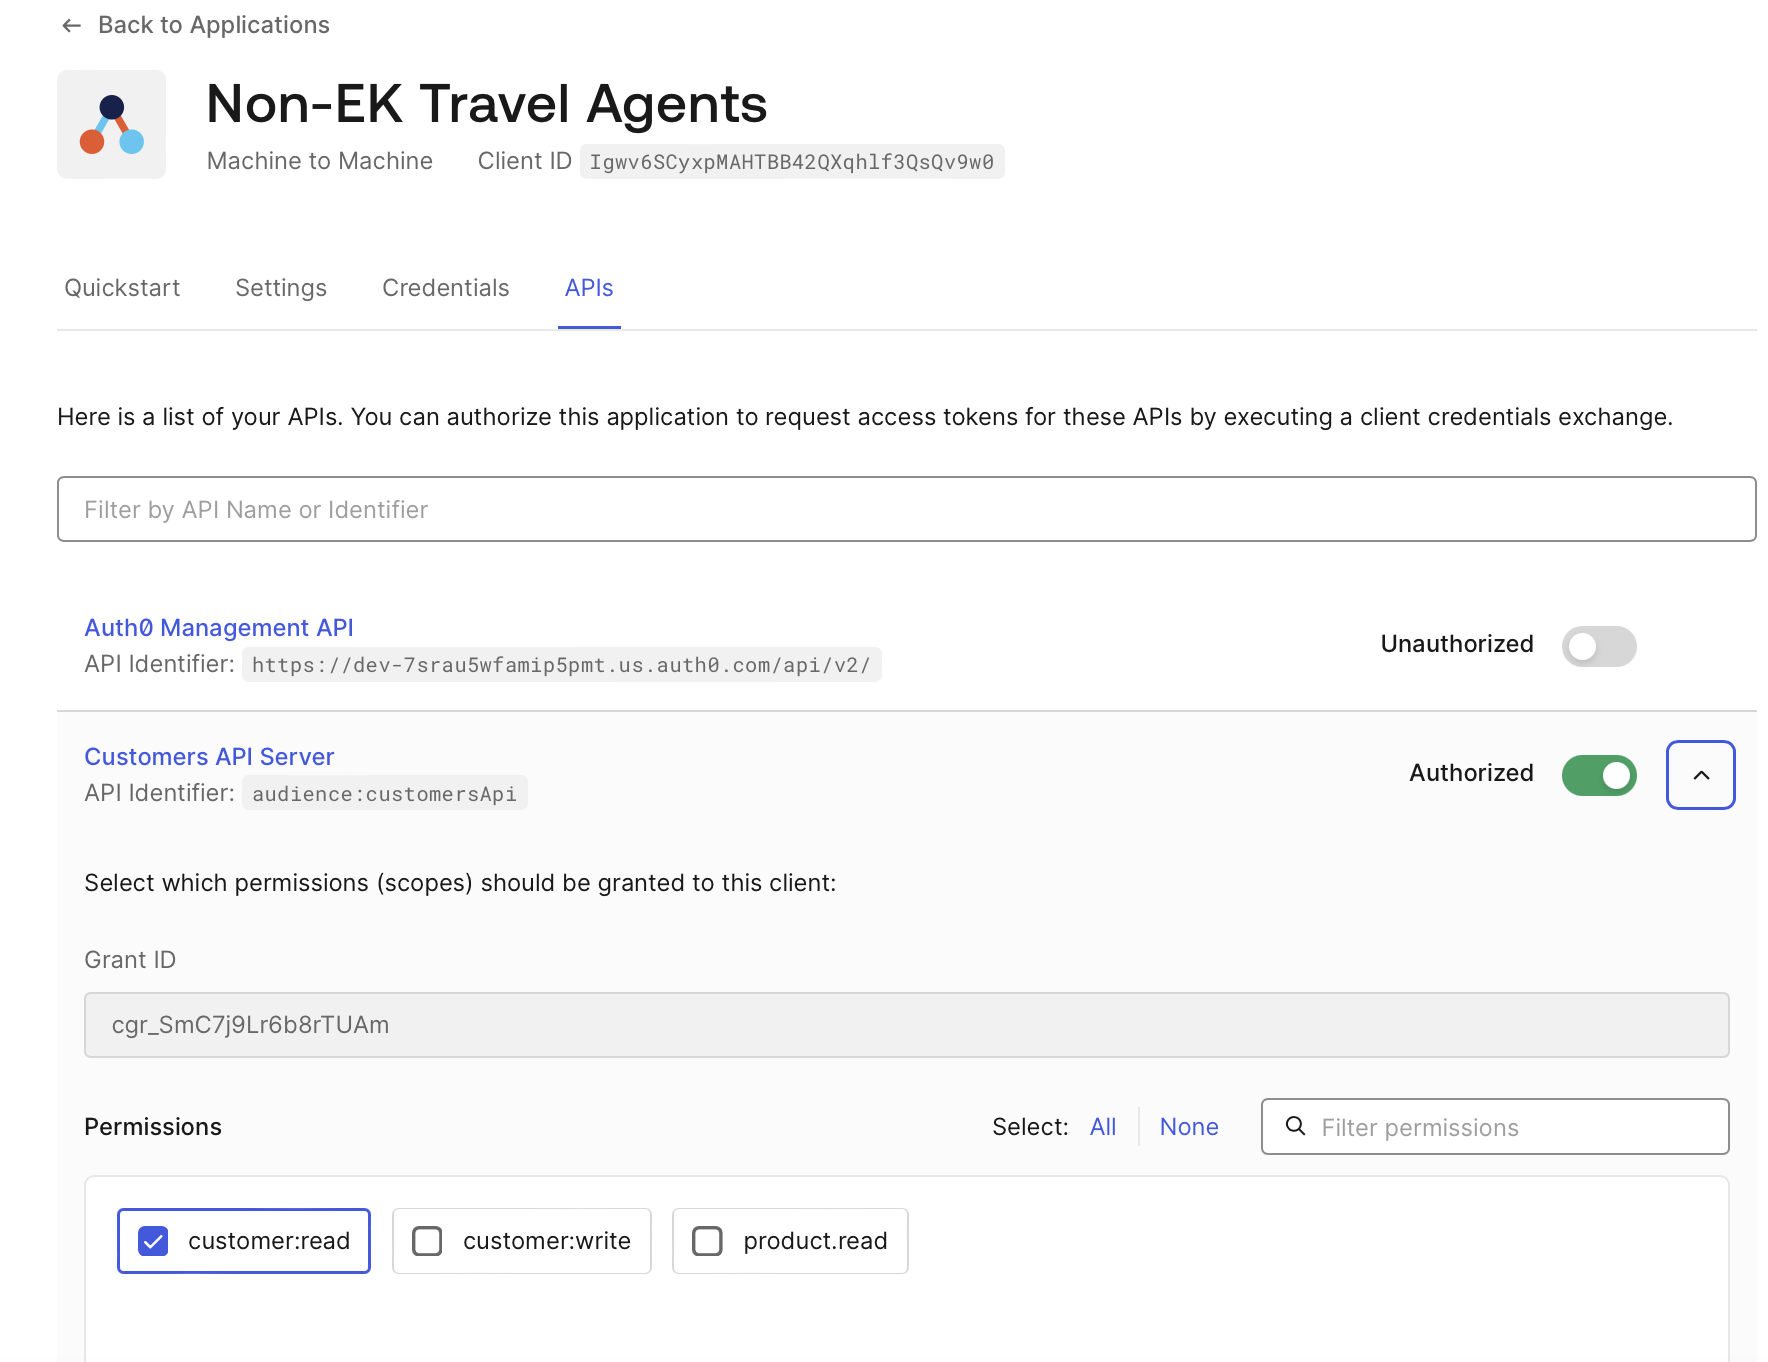 ← Back to Applications
Non-EK Travel Agents
Machine to Machine Client ID Igwv6SCyxpMAHTBB42QXqhlf3QsQv9w0
Quickstart Settings Credentials APIs
Here is a list of your APIs. You can authorize this application to request access tokens for these APIs by executing a client credentials exchange.
Filter by API Name or Identifier
Auth0 Management API
Unauthorized
API Identifier: https://dev-7srau5wfamip5pmt.us.auth0.com/api/v2/
Customers API Server
Authorized
API Identifier: audience:customersApi
Select which permissions (scopes) should be granted to this client:
Grant ID
cgr_SmC7j9Lr6b8rTUAm
Permissions Select: All None Filter permissions
customer:read customer:write product.read